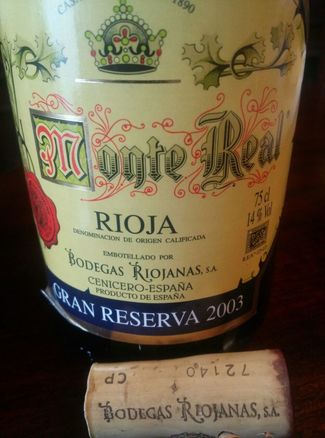 1890
Monte Real
RIOJA
DENOMINACION DE ORIGEN CALIFICADA
EMBOTELLADO POR
BODEGAS RIOJANAS, S.A.
CENICERO-ESPAÑA
PRODUCTO DE ESPAÑA
75 cl
14 % Vol
GRAN RESERVA 2003
72140
CP
BODEGAS RIOJANAS, S.A.